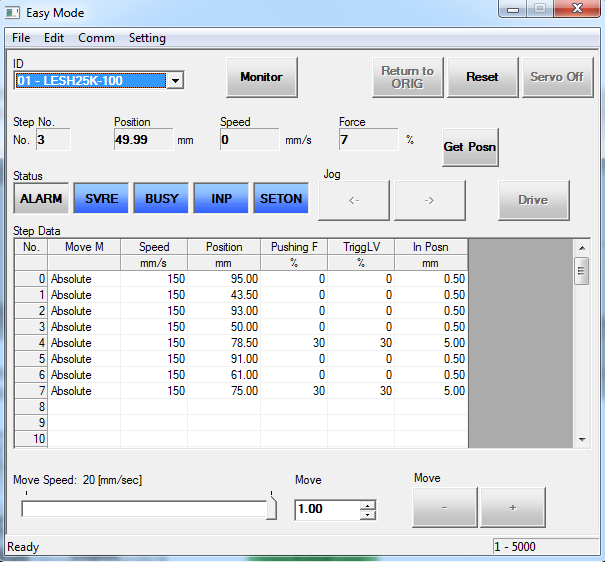 Easy Mode
File Edit Comm Setting
ID
01 - LESH25K-100
Monitor
Return to
ORIG
Reset
Servo Off
Step No. Position Speed Force
No. 3 49.99 mm 0 mm/s 7 %
Get Posn
Status
Jog
ALARM SVRE BUSY INP SETON <- -> Drive
Step Data
No. Move M Speed Position Pushing F TriggLV In Posn
mm/s mm % % mm
0 Absolute 150 95.00 0 0 0.50
1 Absolute 150 43.50 0 0 0.50
2 Absolute 150 93.00 0 0 0.50
3 Absolute 150 50.00 0 0 0.50
4 Absolute 150 78.50 30 30 5.00
5 Absolute 150 91.00 0 0 0.50
6 Absolute 150 61.00 0 0 0.50
7 Absolute 150 75.00 30 30 5.00
8
9
10
Move Speed: 20 [mm/sec] Move Move
1.00 - +
Ready 1 - 5000